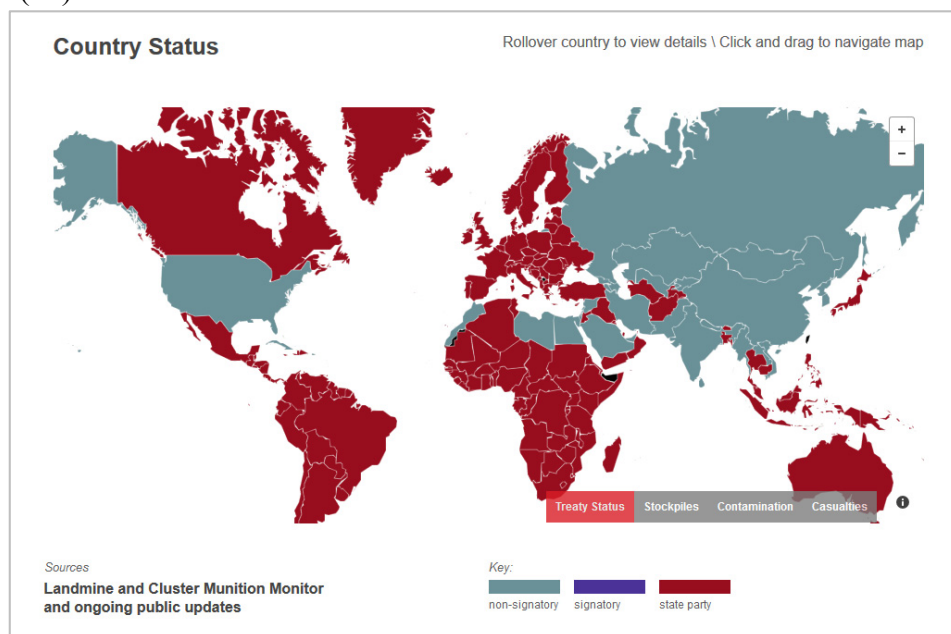 Country Status
Rollover country to view details \ Click and drag to navigate map
+
−
Treaty Status
Stockpiles
Contamination
Casualties
i
Sources
Landmine and Cluster Munition Monitor
and ongoing public updates
Key:
non-signatory
signatory
state party